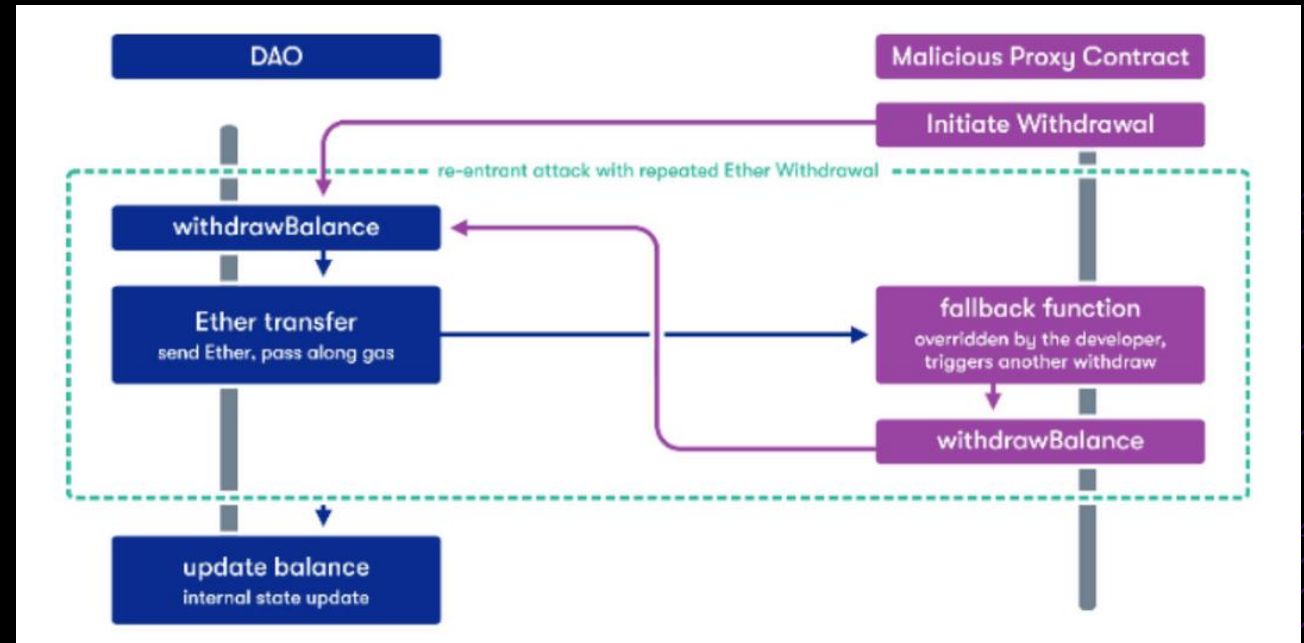 DAO
Malicious Proxy Contract
Initiate Withdrawal
re-entrant attack with repeated Ether Withdrawal
withdrawBalance
Ether transfer
send Ether, pass along gas
fallback function
overridden by the developer,
triggers another withdraw
withdrawBalance
update balance
internal state update